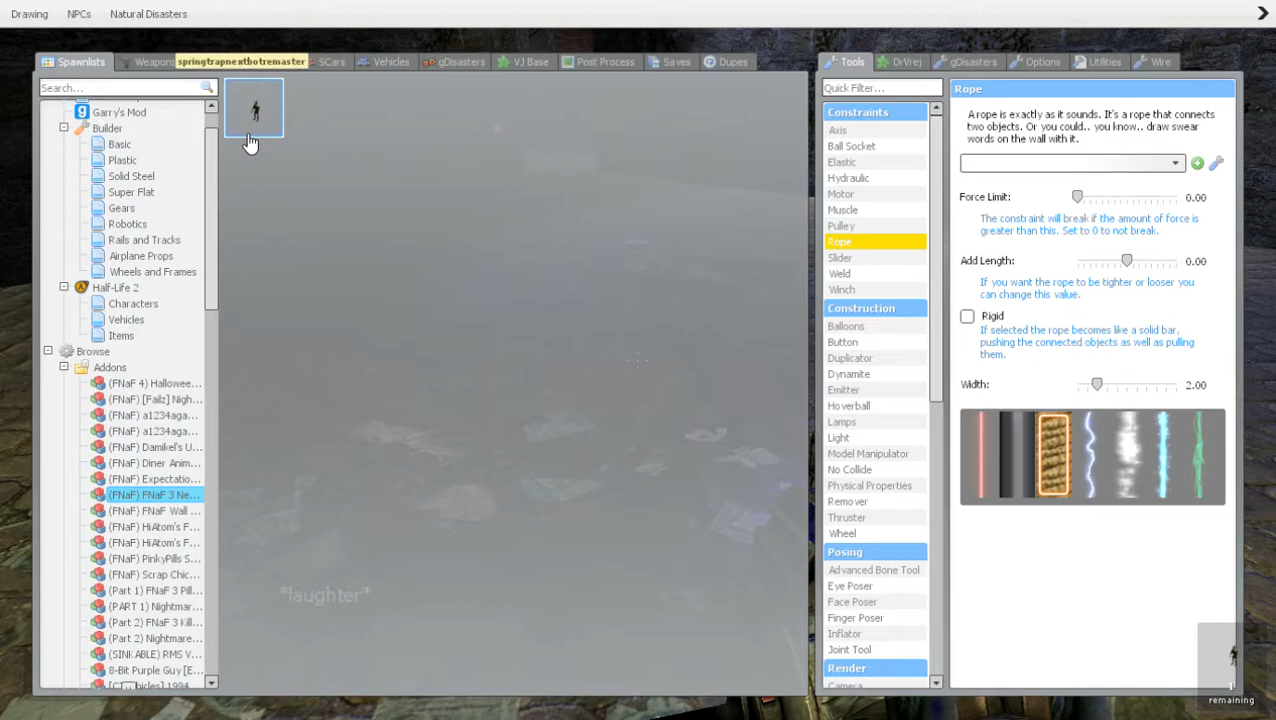 Drawing NPCs Natural Disasters
Spawnlists Weapons springtrapnextbotremaster SCars Vehicles gDisasters VJ Base Post Process Saves Dupes
Search...
Garry's Mod
Builder
Basic
Plastic
Solid Steel
Super Flat
Gears
Robotics
Rails and Tracks
Airplane Props
Wheels and Frames
Half-Life 2
Characters
Vehicles
Items
Browse
Addons
(FNaF 4) Hallowee...
(FNaF) [Failz] Nigh...
(FNaF) a1234aga...
(FNaF) a1234aga...
(FNaF) Damikel's U...
(FNaF) Diner Anim...
(FNaF) Expectatio...
(FNaF) FNaF 3 Ne...
(FNaF) FNaF Wall ...
(FNaF) HiAtom's F...
(FNaF) HiAtom's F...
(FNaF) PinkyPills S...
(FNaF) Scrap Chic...
(Part 1) FNaF 3 Pill...
(PART 1) Nightmar...
(Part 2) FNaF 3 Kill...
(Part 2) Nightmare...
(SINKABLE) RMS V...
8-Bit Purple Guy [E...
*laughter*
Tools DrVrej gDisasters Options Utilities Wire
Quick Filter...
Constraints
Axis
Ball Socket
Elastic
Hydraulic
Motor
Muscle
Pulley
Rope
Slider
Weld
Winch
Construction
Balloons
Button
Duplicator
Dynamite
Emitter
Hoverball
Lamps
Light
Model Manipulator
No Collide
Physical Properties
Remover
Thruster
Wheel
Posing
Advanced Bone Tool
Eye Poser
Face Poser
Finger Poser
Inflator
Joint Tool
Render
Camera
Rope
A rope is exactly as it sounds. It's a rope that connects
two objects. Or you could.. you know.. draw swear
words on the wall with it.
Force Limit: 0.00
The constraint will break if the amount of force is
greater than this. Set to 0 to not break.
Add Length: 0.00
If you want the rope to be tighter or looser you
can change this value.
Rigid
If selected the rope becomes like a solid bar,
pushing the connected objects as well as pulling
them.
Width: 2.00
1
remaining